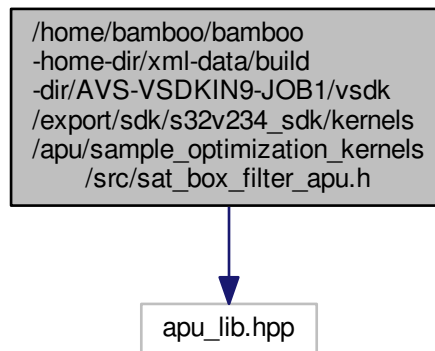 /home/bamboo/bamboo
-home-dir/xml-data/build
-dir/AVS-VSDKIN9-JOB1/vsdk
/export/sdk/s32v234_sdk/kernels
/apu/sample_optimization_kernels
/src/sat_box_filter_apu.h
apu_lib.hpp